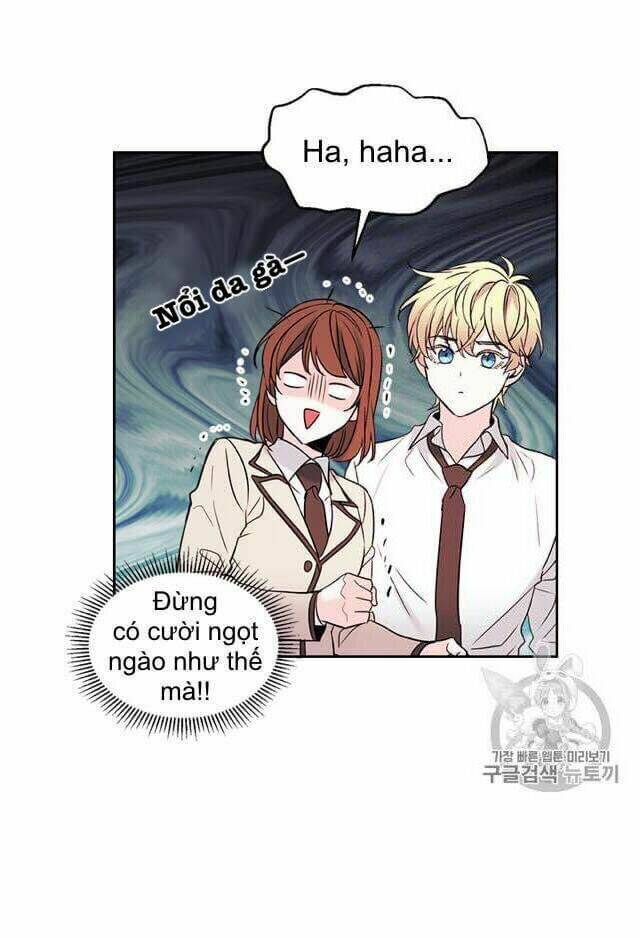 Ha, haha...
Nổi da gà—
Đừng
có cười ngọt
ngào như thế
mà!!
가장 빠른 웹툰 미리보기
구글검색 뉴토끼